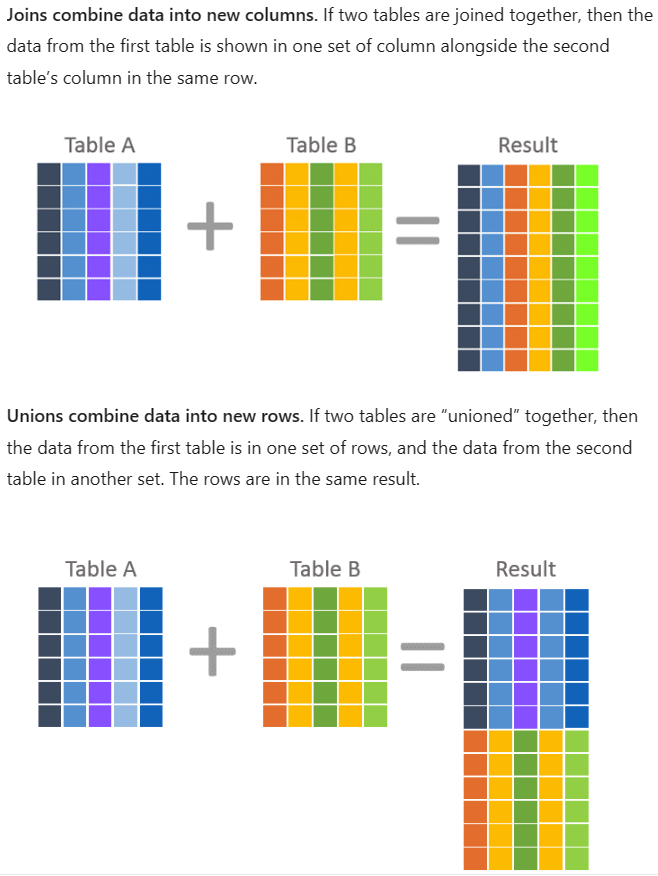 Joins combine data into new columns. If two tables are joined together, then the
data from the first table is shown in one set of column alongside the second
table’s column in the same row.
Table A
Table B
Result
Unions combine data into new rows. If two tables are “unioned” together, then
the data from the first table is in one set of rows, and the data from the second
table in another set. The rows are in the same result.
Table A
Table B
Result